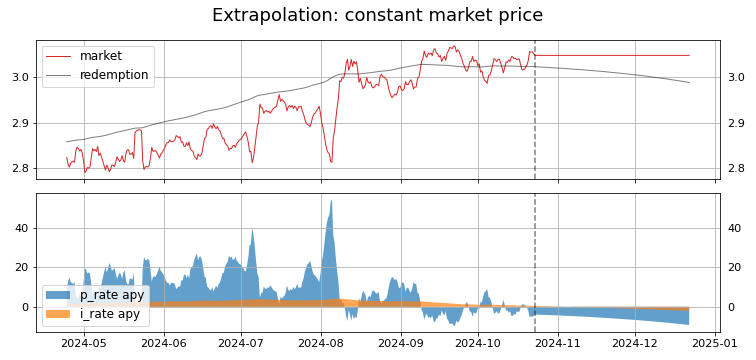 Extrapolation: constant market price
market
redemption
3.0
2.9
2.8
3.0
2.9
2.8
40
20
0
40
20
0
p_rate apy
i_rate apy
2024-05 2024-06 2024-07 2024-08 2024-09 2024-10 2024-11 2024-12 2025-01